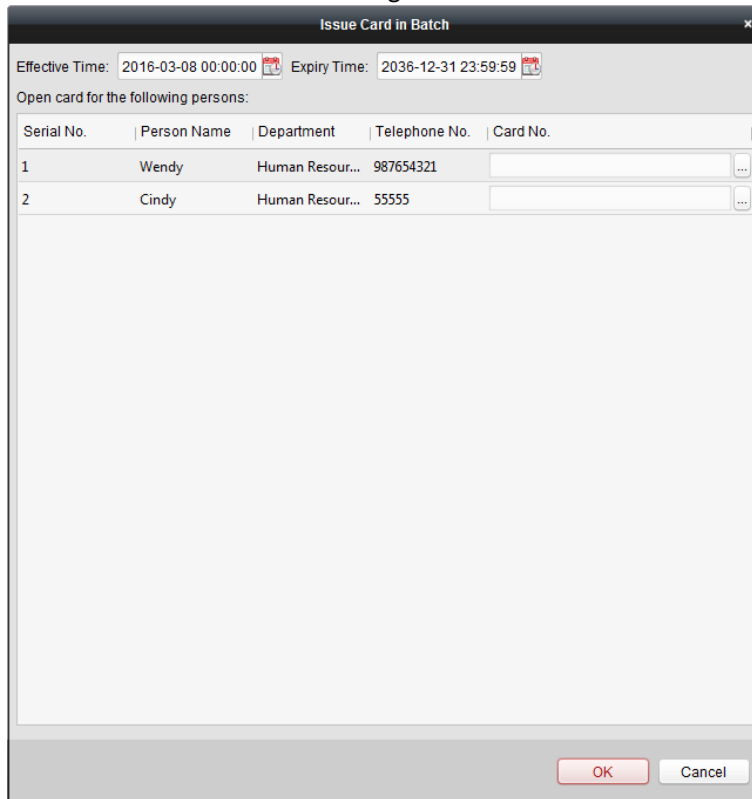 Issue Card in Batch ×
Effective Time: 2016-03-08 00:00:00 Expiry Time: 2036-12-31 23:59:59
Open card for the following persons:
Serial No. Person Name Department Telephone No. Card No.
1 Wendy Human Resour... 987654321 ...
2 Cindy Human Resour... 55555 ...
OK Cancel